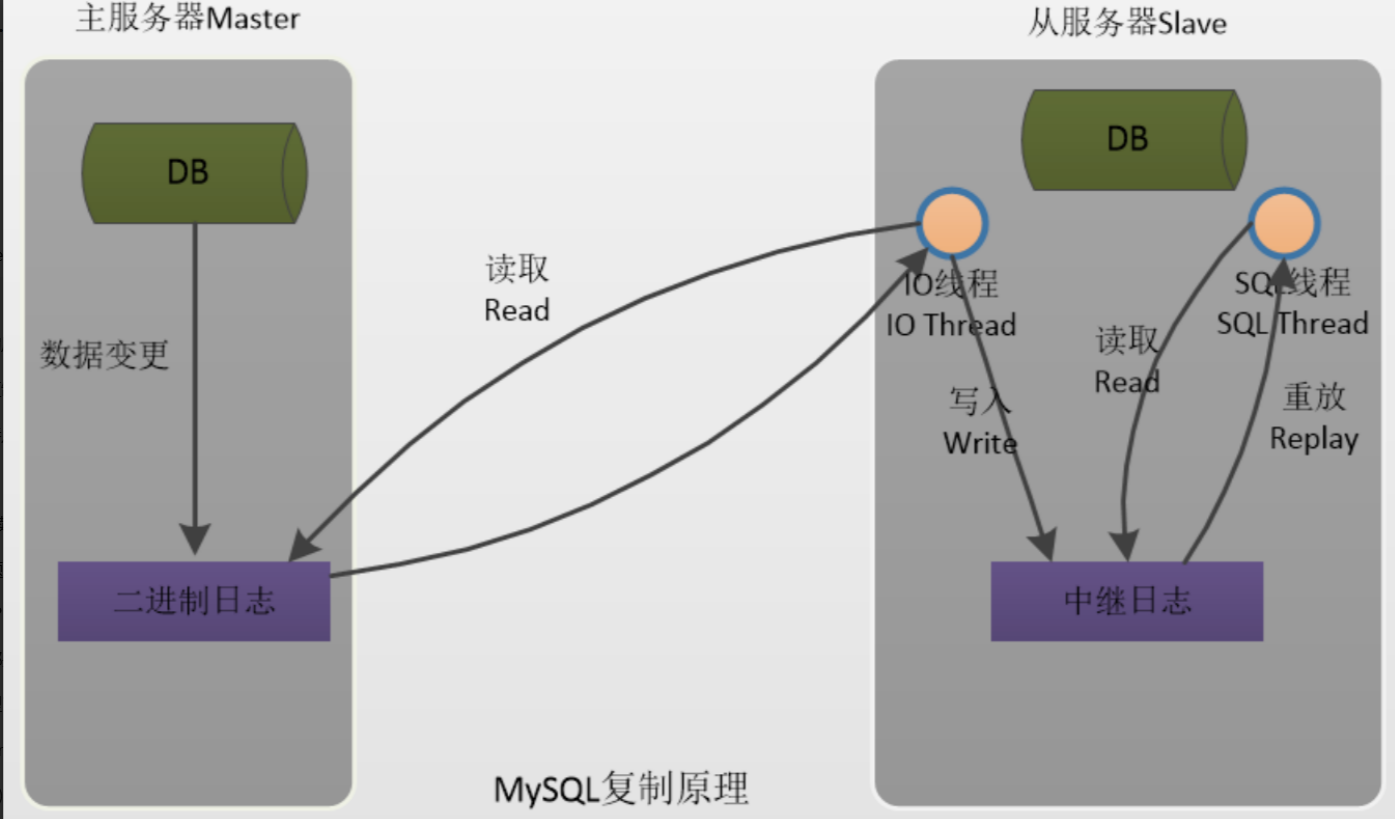 主服务器Master
从服务器Slave
DB
DB
读取
Read
IO线程
IO Thread
SQL线程
SQL Thread
数据变更
读取
Read
写入
Write
重放
Replay
二进制日志
中继日志
MySQL复制原理